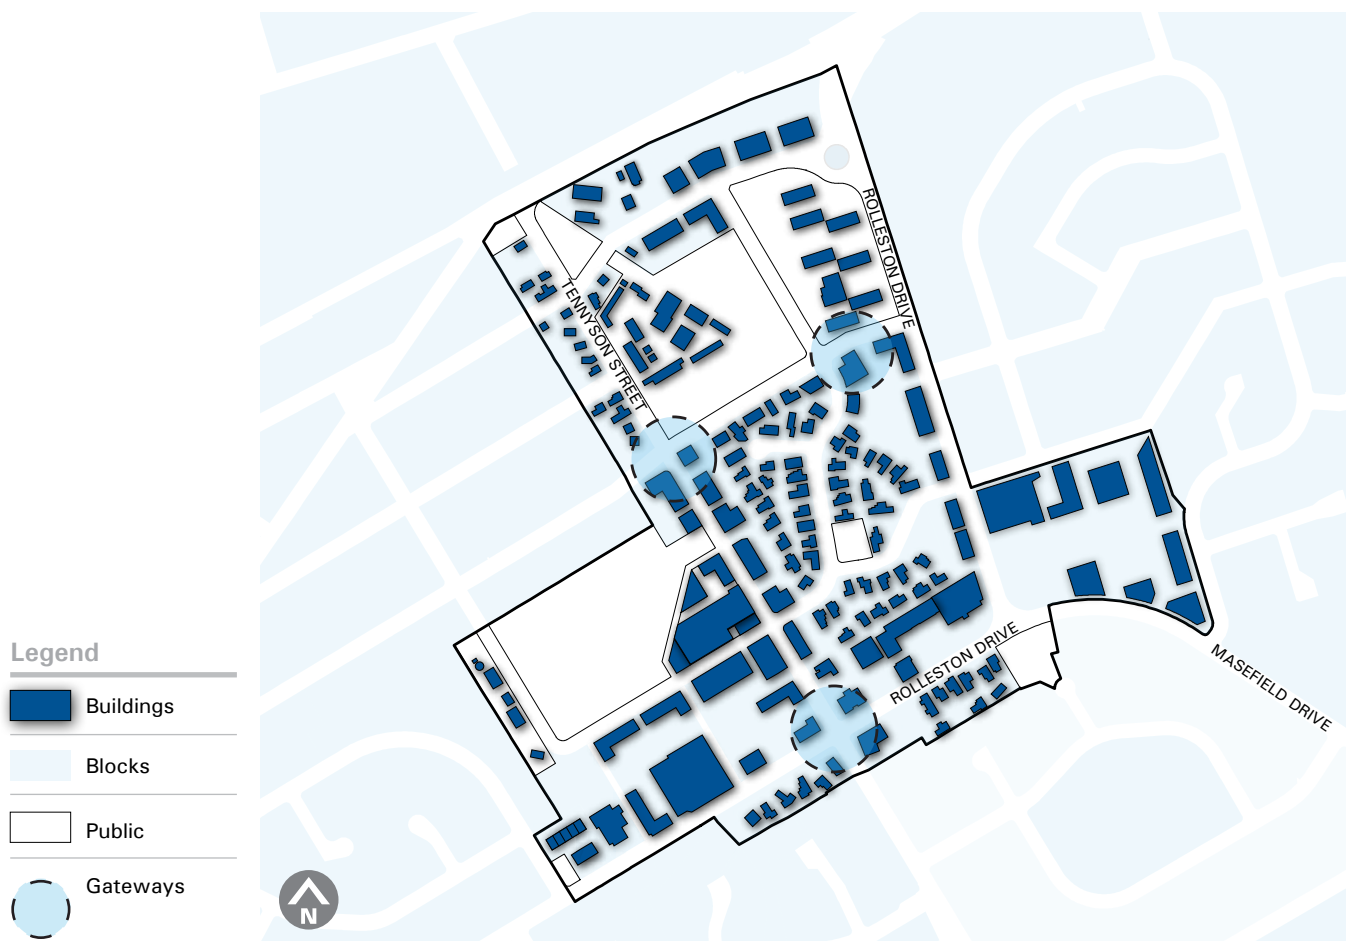 ROLLESTON DRIVE
TENNYSON STREET
ROLLESTON DRIVE
MASEFIELD DRIVE
Legend
Buildings
Blocks
Public
Gateways
N